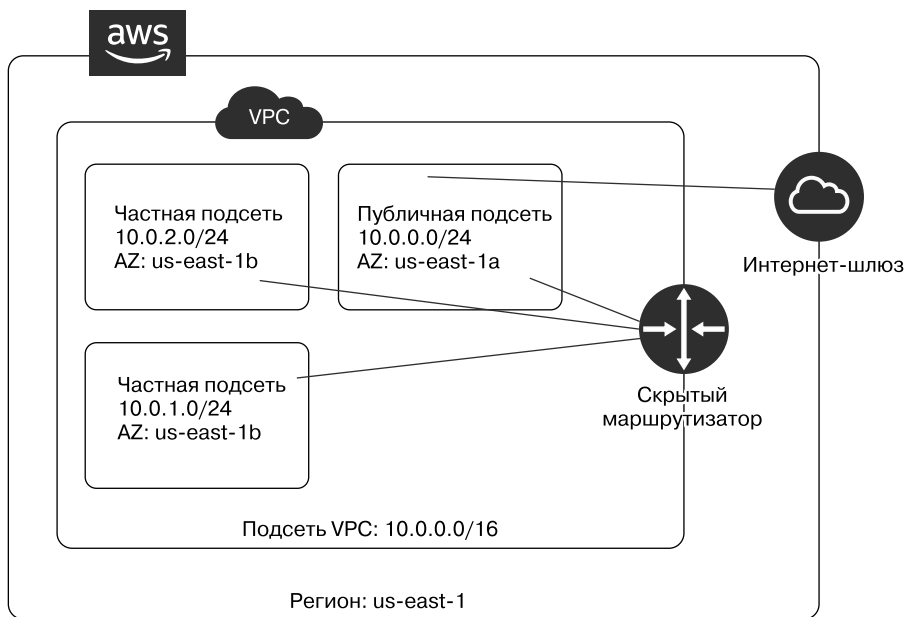 aws
VPC
Частная подсеть
10.0.2.0/24
AZ: us-east-1b
Публичная подсеть
10.0.0.0/24
AZ: us-east-1a
Интернет-шлюз
Частная подсеть
10.0.1.0/24
AZ: us-east-1b
Скрытый
маршрутизатор
Подсеть VPC: 10.0.0.0/16
Регион: us-east-1